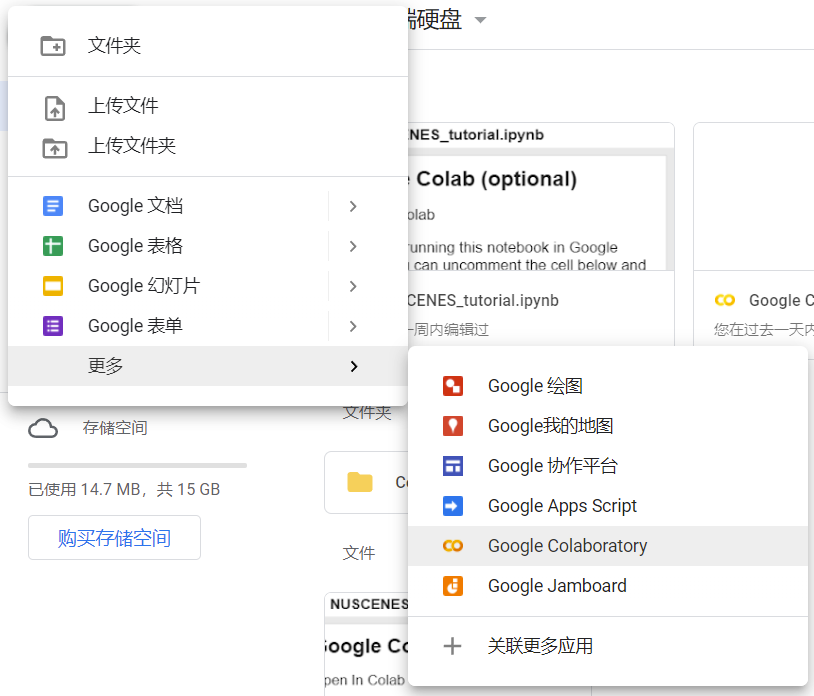 文件夹
上传文件
上传文件夹
Google 文档
Google 表格
Google 幻灯片
Google 表单
更多
硬盘
ENES_tutorial.ipynb
Colab (optional)
olab
running this notebook in Google
can uncomment the cell below and
CENES_tutorial.ipynb
一周内编辑过
Google C
您在过去一天内
Google 绘图
Google我的地图
Google 协作平台
Google Apps Script
Google Colaboratory
Google Jamboard
关联更多应用
存储空间
已使用 14.7 MB，共 15 GB
购买存储空间
文件夹
Co
文件
NUSCENES
Google Co
pen In Colab